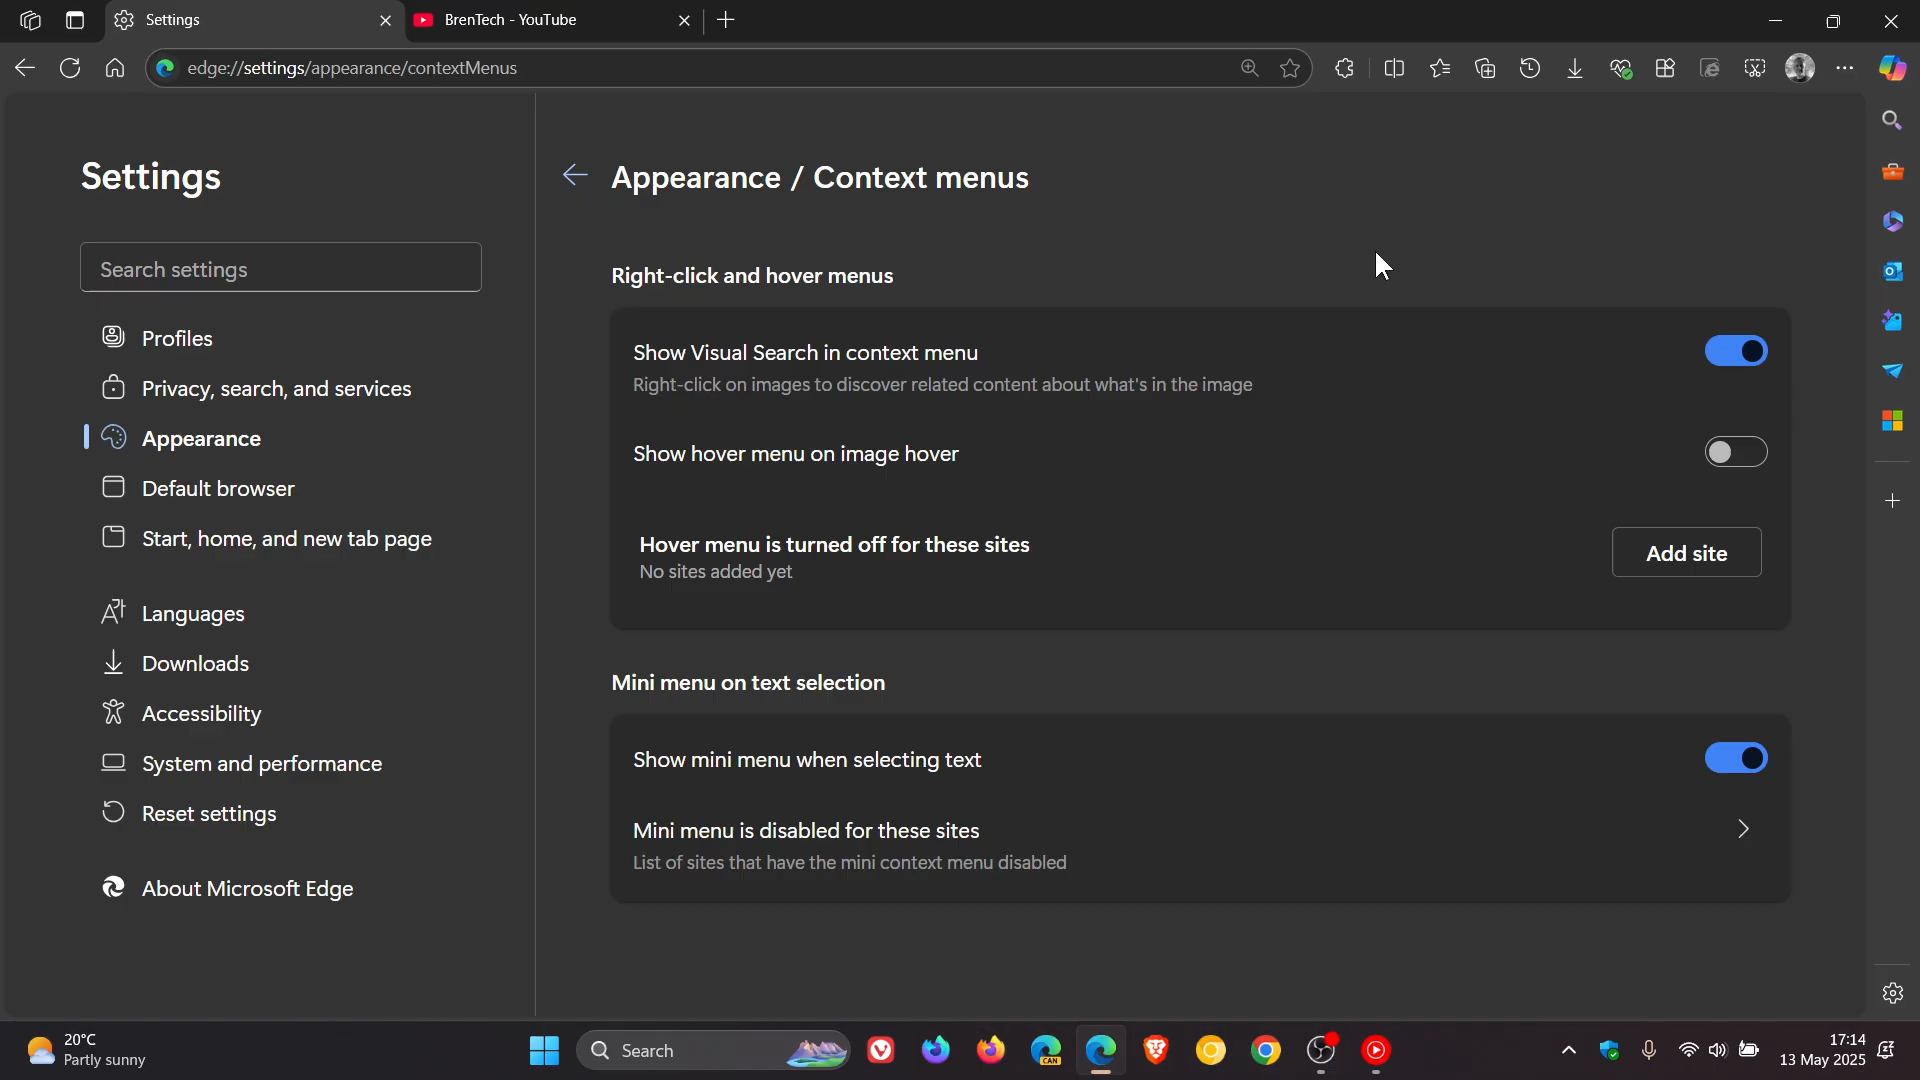 Settings
BrenTech - YouTube
edge://settings/appearance/contextMenus
Settings
Search settings
Profiles
Privacy, search, and services
Appearance
Default browser
Start, home, and new tab page
Languages
Downloads
Accessibility
System and performance
Reset settings
About Microsoft Edge
Appearance / Context menus
Right-click and hover menus
Show Visual Search in context menu
Right-click on images to discover related content about what's in the image
Show hover menu on image hover
Hover menu is turned off for these sites
No sites added yet
Add site
Mini menu on text selection
Show mini menu when selecting text
Mini menu is disabled for these sites
List of sites that have the mini context menu disabled
20°C
Partly sunny
Search
CAN
17:14
13 May 2025